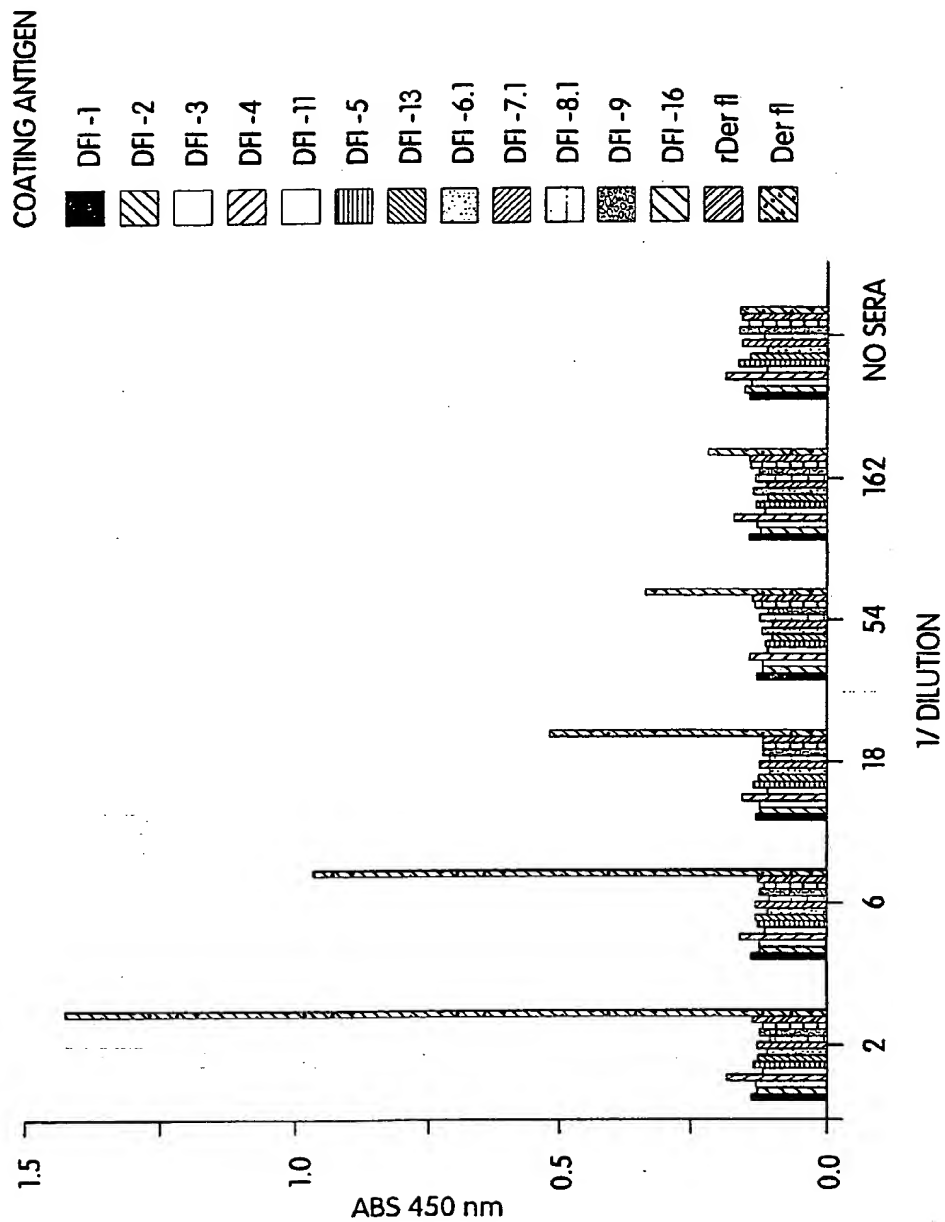 COATING ANTIGEN
DFI -1
DFI -2
DFI -3
DFI -4
DFI -11
DFI -5
DFI -13
DFI -6.1
DFI -7.1
DFI -8.1
DFI -9
DFI -16
rDer fI
Der fI
1.5
1.0
0.5
0.0
ABS 450 nm
2
6
18
54
162
NO SERA
1/ DILUTION